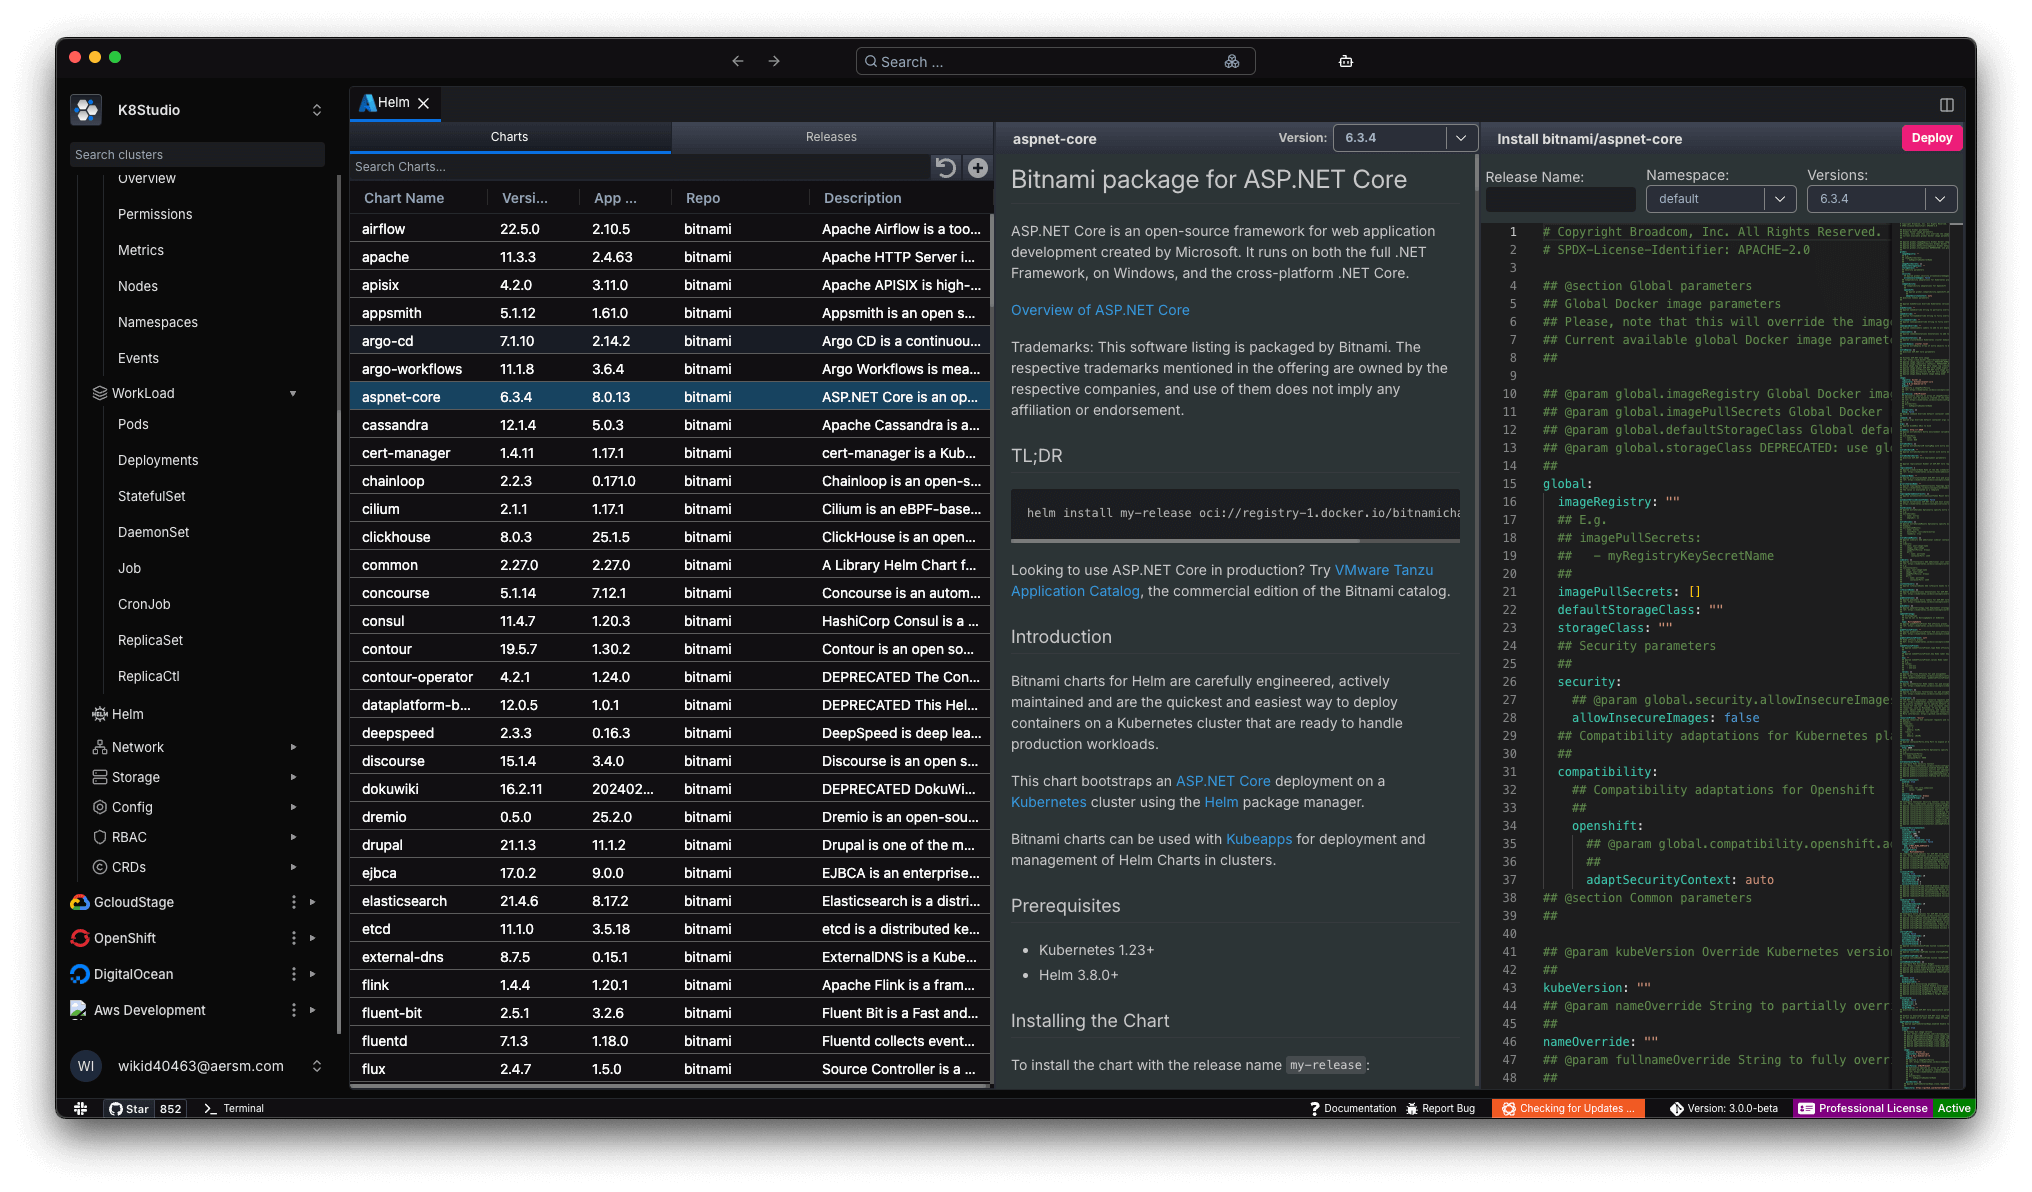 Search ...
K8Studio
Search clusters
Overview
Permissions
Metrics
Nodes
Namespaces
Events
WorkLoad
Pods
Deployments
StatefulSet
DaemonSet
Job
CronJob
ReplicaSet
ReplicaCtl
Helm
Network
Storage
Config
RBAC
CRDs
GcloudStage
OpenShift
DigitalOcean
Aws Development
WI wikid40463@aersm.com
Helm
Charts Releases
Search Charts...
Chart Name Versi... App ... Repo Description
airflow 22.5.0 2.10.5 bitnami Apache Airflow is a too...
apache 11.3.3 2.4.63 bitnami Apache HTTP Server i...
apisix 4.2.0 3.11.0 bitnami Apache APISIX is high-...
appsmith 5.1.12 1.61.0 bitnami Appsmith is an open s...
argo-cd 7.1.10 2.14.2 bitnami Argo CD is a continuou...
argo-workflows 11.1.8 3.6.4 bitnami Argo Workflows is mea...
aspnet-core 6.3.4 8.0.13 bitnami ASP.NET Core is an op...
cassandra 12.1.4 5.0.3 bitnami Apache Cassandra is a...
cert-manager 1.4.11 1.17.1 bitnami cert-manager is a Kub...
chainloop 2.2.3 0.171.0 bitnami Chainloop is an open-s...
cilium 2.1.1 1.17.1 bitnami Cilium is an eBPF-base...
clickhouse 8.0.3 25.1.5 bitnami ClickHouse is an open...
common 2.27.0 2.27.0 bitnami A Library Helm Chart f...
concourse 5.1.14 7.12.1 bitnami Concourse is an autom...
consul 11.4.7 1.20.3 bitnami HashiCorp Consul is a ...
contour 19.5.7 1.30.2 bitnami Contour is an open so...
contour-operator 4.2.1 1.24.0 bitnami DEPRECATED The Con...
dataplatform-b... 12.0.5 1.0.1 bitnami DEPRECATED This Hel...
deepspeed 2.3.3 0.16.3 bitnami DeepSpeed is deep lea...
discourse 15.1.4 3.4.0 bitnami Discourse is an open s...
dokuwiki 16.2.11 202402... bitnami DEPRECATED DokuWi...
dremio 0.5.0 25.2.0 bitnami Dremio is an open-sou...
drupal 21.1.3 11.1.2 bitnami Drupal is one of the m...
ejbca 17.0.2 9.0.0 bitnami EJBCA is an enterprise...
elasticsearch 21.4.6 8.17.2 bitnami Elasticsearch is a distri...
etcd 11.1.0 3.5.18 bitnami etcd is a distributed ke...
external-dns 8.7.5 0.15.1 bitnami ExternalDNS is a Kube...
flink 1.4.4 1.20.1 bitnami Apache Flink is a fram...
fluent-bit 2.5.1 3.2.6 bitnami Fluent Bit is a Fast and...
fluentd 7.1.3 1.18.0 bitnami Fluentd collects event...
flux 2.4.7 1.5.0 bitnami Source Controller is a ...
aspnet-core Version: 6.3.4
Bitnami package for ASP.NET Core
ASP.NET Core is an open-source framework for web application
development created by Microsoft. It runs on both the full .NET
Framework, on Windows, and the cross-platform .NET Core.
Overview of ASP.NET Core
Trademarks: This software listing is packaged by Bitnami. The
respective trademarks mentioned in the offering are owned by the
respective companies, and use of them does not imply any
affiliation or endorsement.
TL;DR
helm install my-release oci://registry-1.docker.io/bitnamicha
Looking to use ASP.NET Core in production? Try VMware Tanzu
Application Catalog, the commercial edition of the Bitnami catalog.
Introduction
Bitnami charts for Helm are carefully engineered, actively
maintained and are the quickest and easiest way to deploy
containers on a Kubernetes cluster that are ready to handle
production workloads.
This chart bootstraps an ASP.NET Core deployment on a
Kubernetes cluster using the Helm package manager.
Bitnami charts can be used with Kubeapps for deployment and
management of Helm Charts in clusters.
Prerequisites
• Kubernetes 1.23+
• Helm 3.8.0+
Installing the Chart
To install the chart with the release name my-release:
Install bitnami/aspnet-core Deploy
Release Name: Namespace: Versions:
default 6.3.4
1 # Copyright Broadcom, Inc. All Rights Reserved.
2 # SPDX-License-Identifier: APACHE-2.0
3
4 ## @section Global parameters
5 ## Global Docker image parameters
6 ## Please, note that this will override the imag
7 ## Current available global Docker image paramet
8 ##
9
10 ## @param global.imageRegistry Global Docker ima
11 ## @param global.imagePullSecrets Global Docker
12 ## @param global.defaultStorageClass Global defa
13 ## @param global.storageClass DEPRECATED: use gl
14 ##
15 global:
16 imageRegistry: ""
17 ## E.g.
18 ## imagePullSecrets:
19 ## - myRegistryKeySecretName
20 ##
21 imagePullSecrets: []
22 defaultStorageClass: ""
23 storageClass: ""
24 ## Security parameters
25 ##
26 security:
27 ## @param global.security.allowInsecureImage
28 allowInsecureImages: false
29 ## Compatibility adaptations for Kubernetes pl
30 ##
31 compatibility:
32 ## Compatibility adaptations for Openshift
33 ##
34 openshift:
35 ## @param global.compatibility.openshift.a
36 ##
37 adaptSecurityContext: auto
38 ## @section Common parameters
39 ##
40
41 ## @param kubeVersion Override Kubernetes versio
42 ##
43 kubeVersion: ""
44 ## @param nameOverride String to partially overr
45 ##
46 nameOverride: ""
47 ## @param fullnameOverride String to fully overr
48 ##
Star 852 Terminal Documentation Report Bug Checking for Updates ... Version: 3.0.0-beta Professional License Active